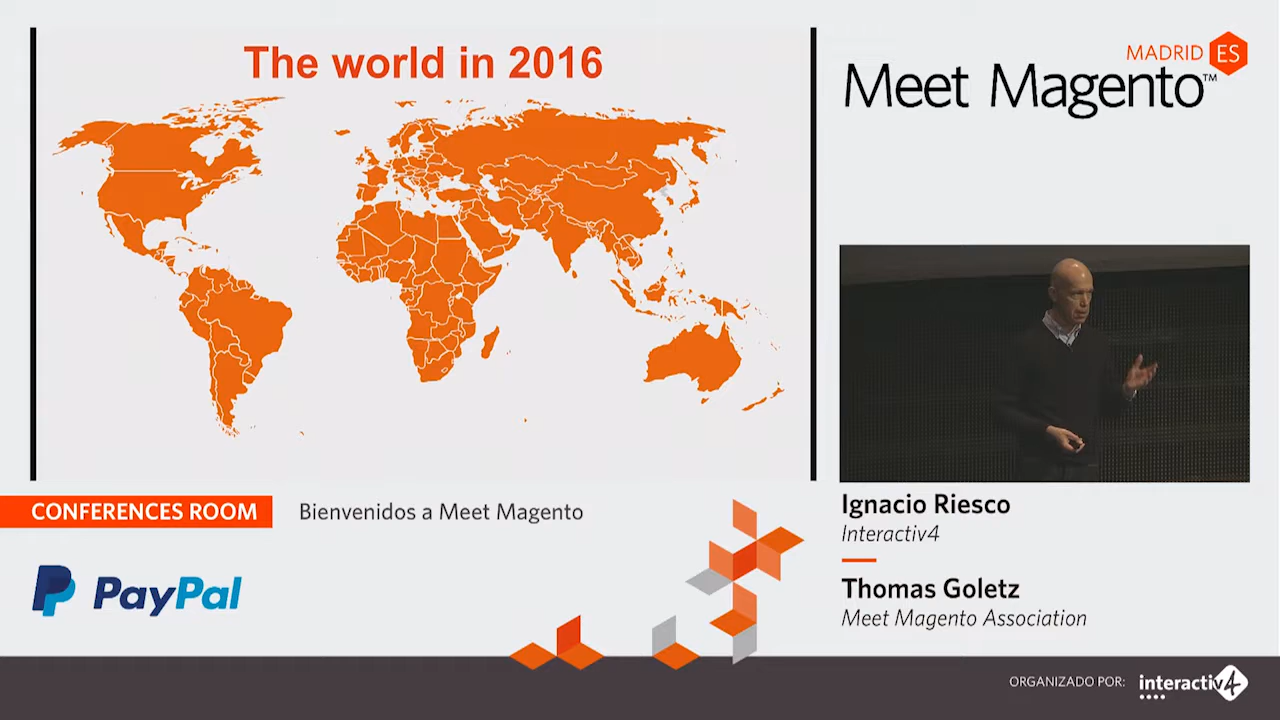 The world in 2016
MADRID ES
Meet Magento™
CONFERENCES ROOM
Bienvenidos a Meet Magento
PayPal
Ignacio Riesco
Interactiv4
Thomas Goletz
Meet Magento Association
ORGANIZADO POR: interactiv4